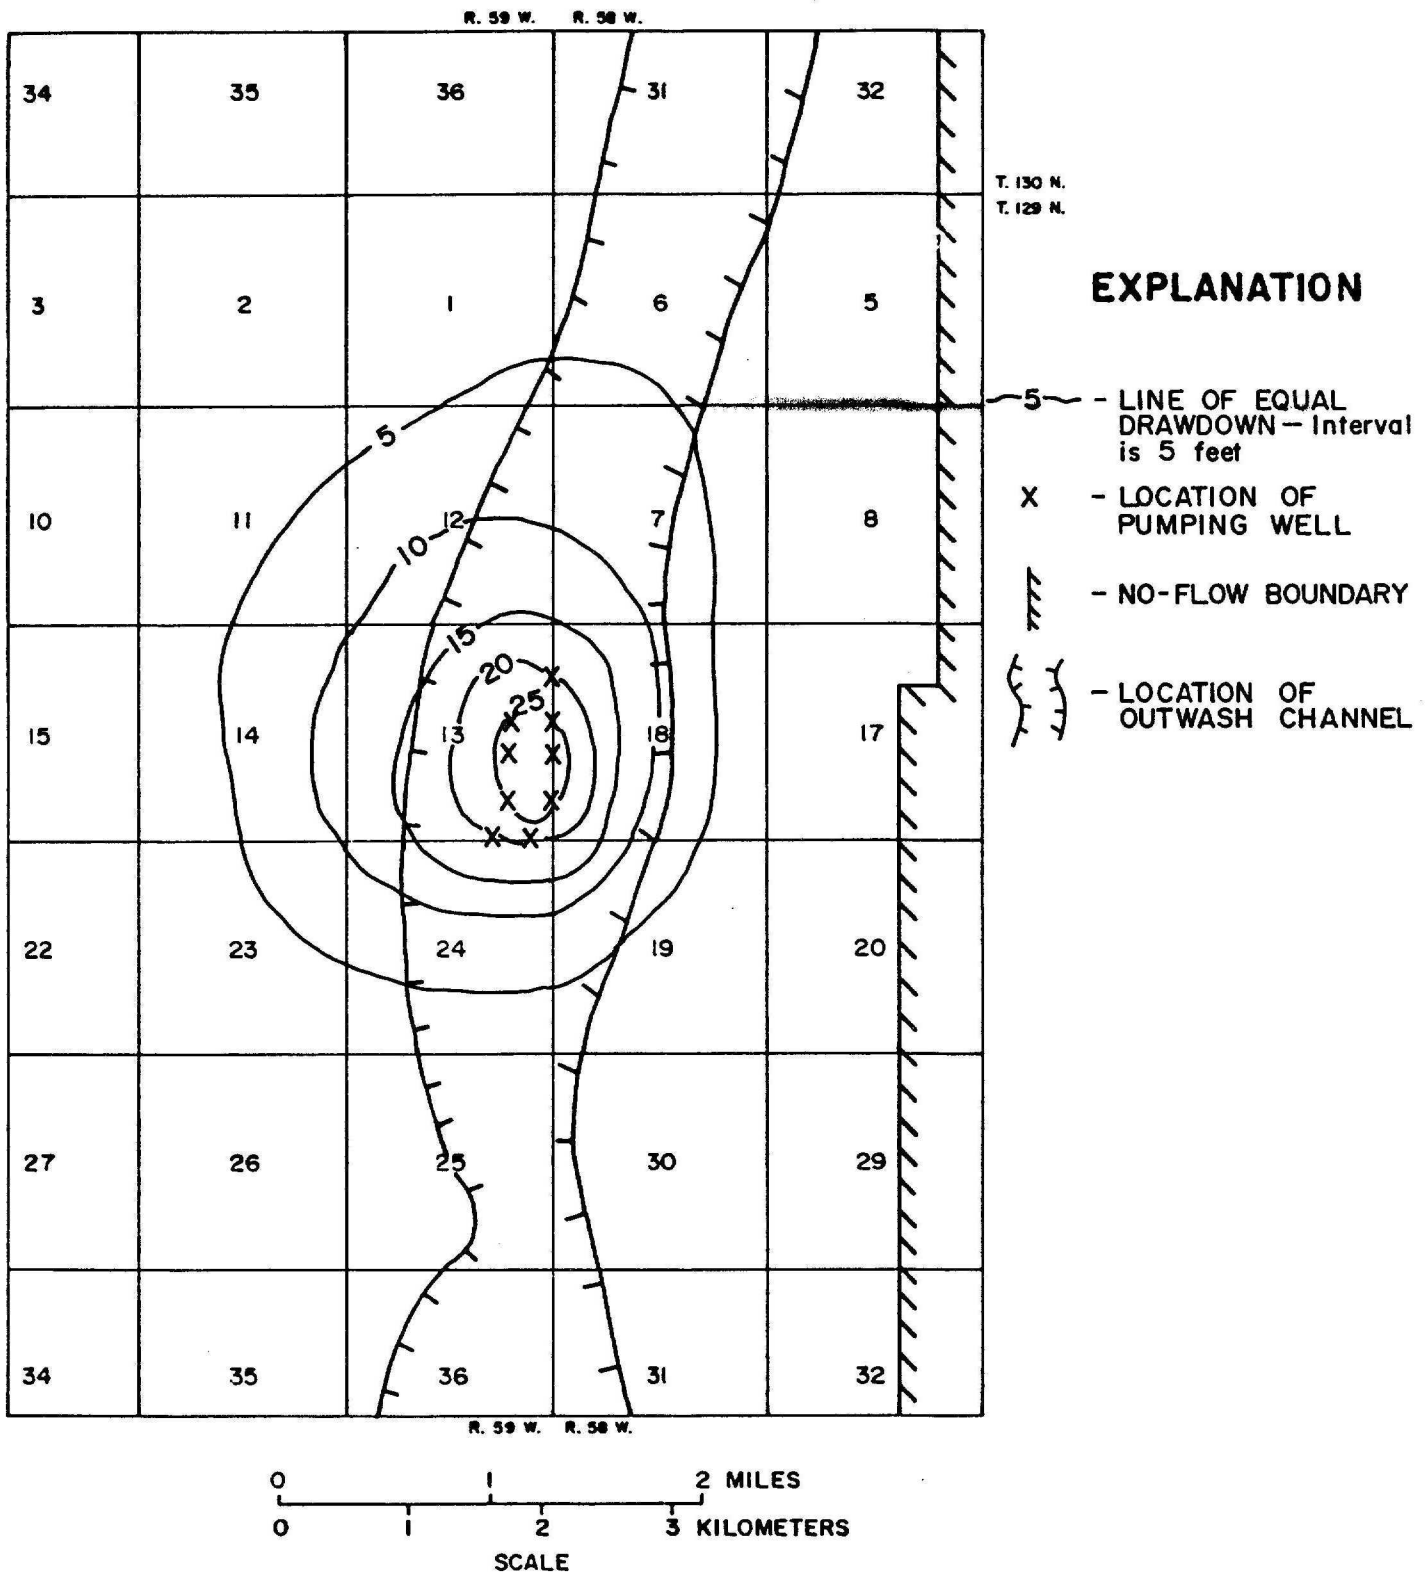 R. 59 W. R. 58 W.
34 35 36 31 32
T. 130 N.
T. 129 N.
3 2 1 6 5
EXPLANATION
5
5 - LINE OF EQUAL
DRAWDOWN - Interval
is 5 feet
10 11 12 7 8
X - LOCATION OF
PUMPING WELL
10
- NO-FLOW BOUNDARY
15
20
25
- LOCATION OF
OUTWASH CHANNEL
15 14 13 18 17
22 23 24 19 20
27 26 25 30 29
34 35 36 31 32
R. 59 W. R. 58 W.
0 1 2 MILES
0 1 2 3 KILOMETERS
SCALE